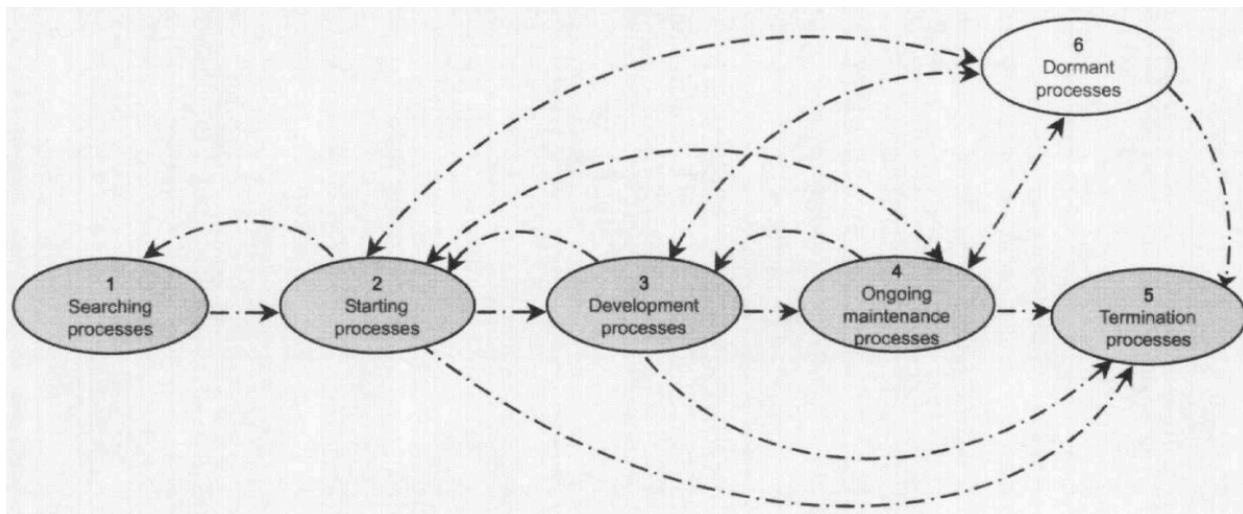 6
Dormant
processes
1
Searching
processes
2
Starting
processes
3
Development
processes
4
Ongoing
maintenance
processes
5
Termination
processes